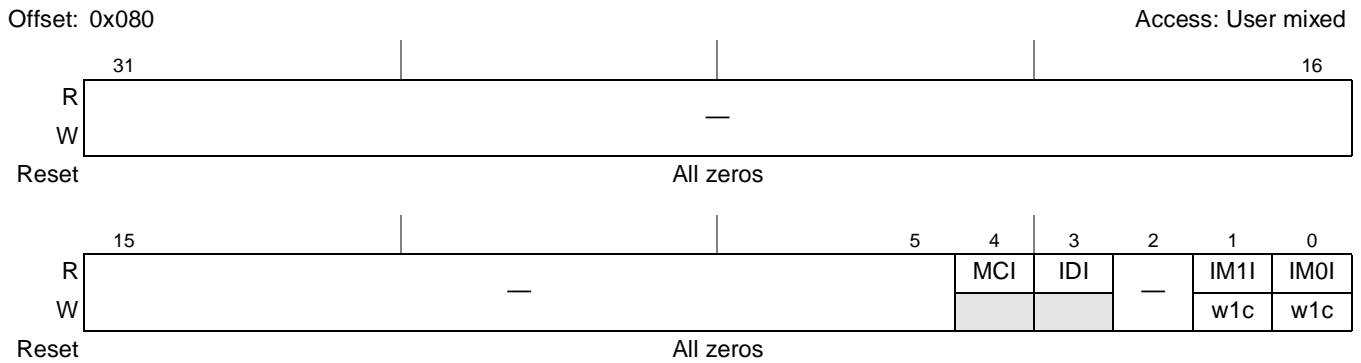 Offset: 0x080 Access: User mixed
31 16
R
—
W
Reset All zeros
15 5 4 3 2 1 0
R MCI IDI IM1I IM0I
— —
W w1c w1c
Reset All zeros